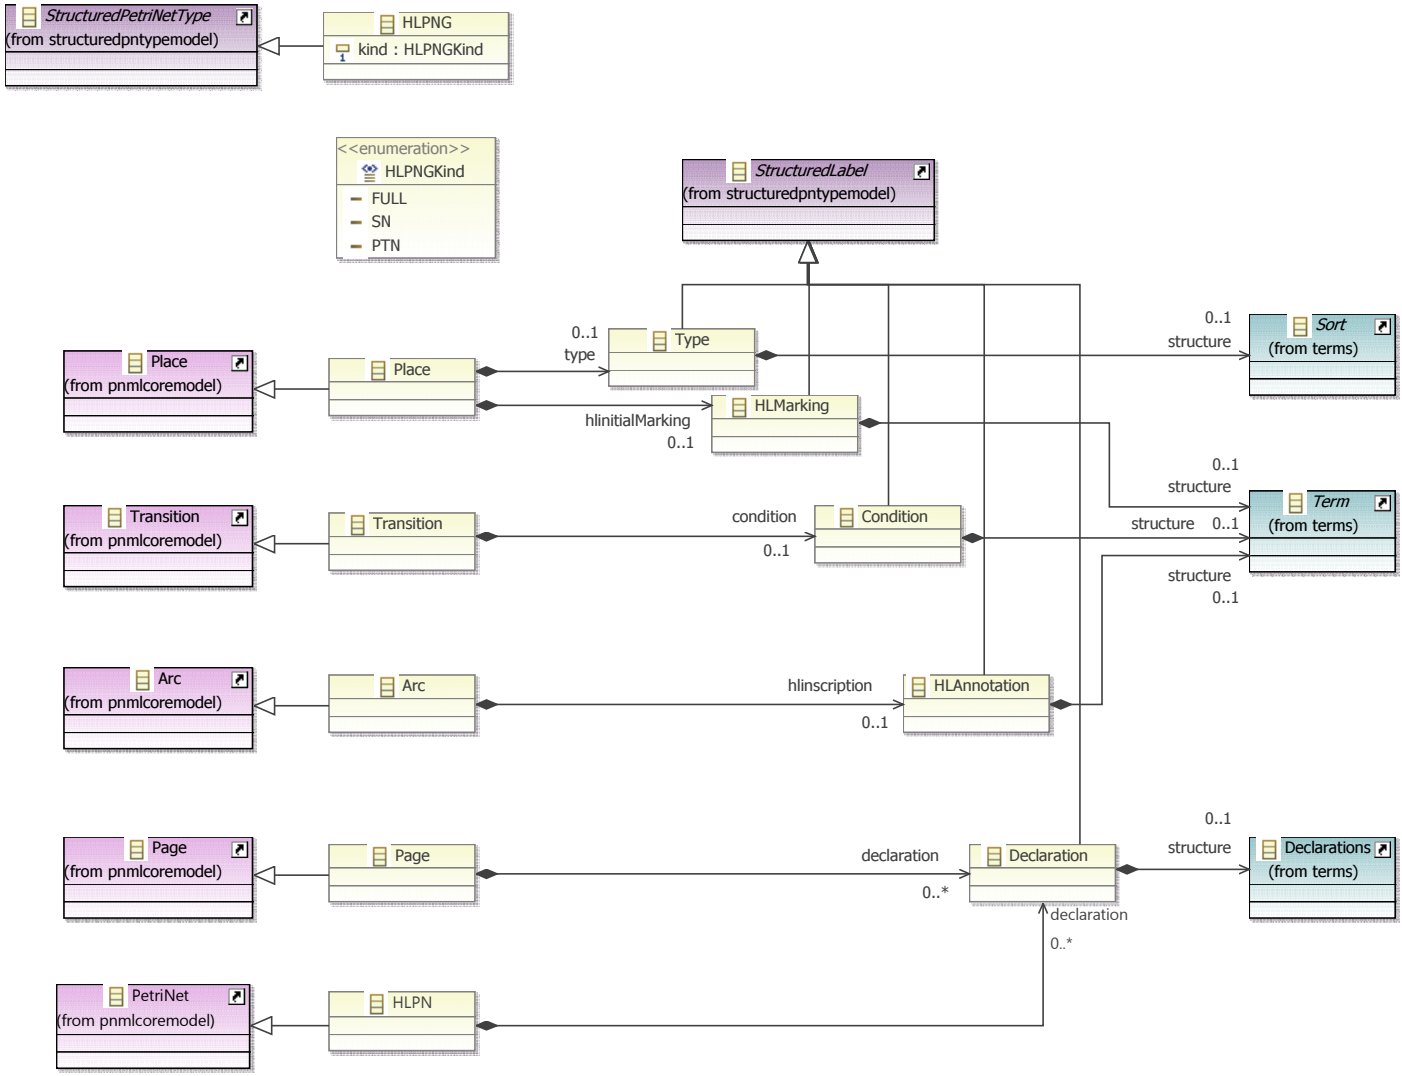 StructuredPetriNetType
(from structuredpntypemodel)
HLPNG
kind : HLPNGKind
1
<<enumeration>>
HLPNGKind
FULL
SN
PTN
StructuredLabel
(from structuredpntypemodel)
Place
(from pnmlcoremodel)
Place
0..1
type
Type
0..1
structure
Sort
(from terms)
hlinitialMarking
0..1
HLMarking
0..1
structure
Transition
(from pnmlcoremodel)
Transition
condition
0..1
Condition
structure 0..1
Term
(from terms)
structure
0..1
Arc
(from pnmlcoremodel)
Arc
hlinscription
0..1
HLAnnotation
Page
(from pnmlcoremodel)
Page
declaration
0..*
Declaration
0..1
structure
Declarations
(from terms)
declaration
0..*
PetriNet
(from pnmlcoremodel)
HLPN